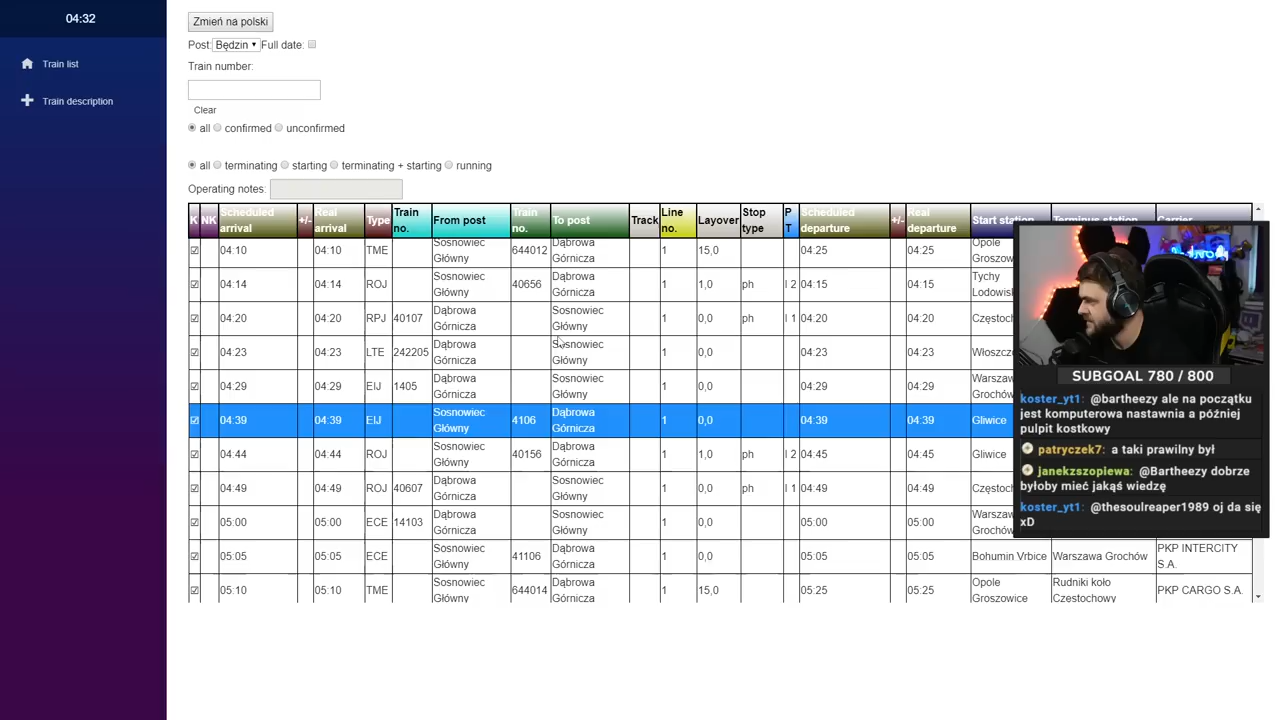 04:32
Train list
Train description
Zmień na polski
Post: Będzin Full date:
Train number:
Clear
all confirmed unconfirmed
all terminating starting terminating + starting running
Operating notes:
K NK Scheduled arrival +/- Real arrival Type Train no. From post Train no. To post Track Line no. Layover Stop type P T Scheduled departure +/- Real departure Start station Terminus station Carrier
04:10 04:10 TME Sosnowiec Główny 644012 Dąbrowa Górnicza 1 15,0 04:25 04:25 Opole Groszow
04:14 04:14 ROJ Sosnowiec Główny 40656 Dąbrowa Górnicza 1 1,0 ph I 2 04:15 04:15 Tychy Lodowisk
04:20 04:20 RPJ 40107 Dąbrowa Górnicza Sosnowiec Główny 1 0,0 ph I 1 04:20 04:20 Częstoch
04:23 04:23 LTE 242205 Dąbrowa Górnicza Sosnowiec Główny 1 0,0 04:23 04:23 Włoszcz
04:29 04:29 EIJ 1405 Dąbrowa Górnicza Sosnowiec Główny 1 0,0 04:29 04:29 Warszaw Grochów
04:39 04:39 EIJ Sosnowiec Główny 4106 Dąbrowa Górnicza 1 0,0 04:39 04:39 Gliwice
04:44 04:44 ROJ Sosnowiec Główny 40156 Dąbrowa Górnicza 1 1,0 ph I 2 04:45 04:45 Gliwice
04:49 04:49 ROJ 40607 Dąbrowa Górnicza Sosnowiec Główny 1 0,0 ph I 1 04:49 04:49 Częstoch
05:00 05:00 ECE 14103 Dąbrowa Górnicza Sosnowiec Główny 1 0,0 05:00 05:00 Warszaw Grochów
05:05 05:05 ECE Sosnowiec Główny 41106 Dąbrowa Górnicza 1 0,0 05:05 05:05 Bohumin Vrbice Warszawa Grochów PKP INTERCITY S.A.
05:10 05:10 TME Sosnowiec Główny 644014 Dąbrowa Górnicza 1 15,0 05:25 05:25 Opole Groszowice Rudniki koło Częstochowy PKP CARGO S.A.
SUBGOAL 780 / 800
koster_yt1: @bartheezy ale na początku
jest komputerowa nastawnia a później
pulpit kostkowy
patryczek7: a taki prawilny był
janekzszopiewa: @Bartheezy dobrze
byłoby mieć jakąś wiedzę
koster_yt1: @thesoulreaper1989 oj da się
xD